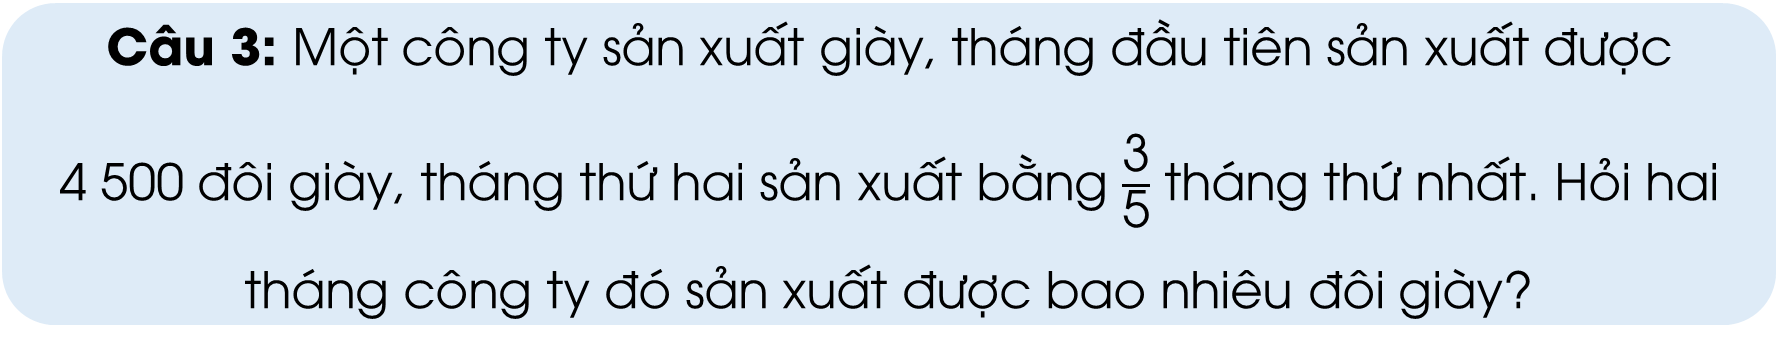 Câu 3: Một công ty sản xuất giày, tháng đầu tiên sản xuất được
4 500 đôi giày, tháng thứ hai sản xuất bằng 3/5 tháng thứ nhất. Hỏi hai
tháng công ty đó sản xuất được bao nhiêu đôi giày?